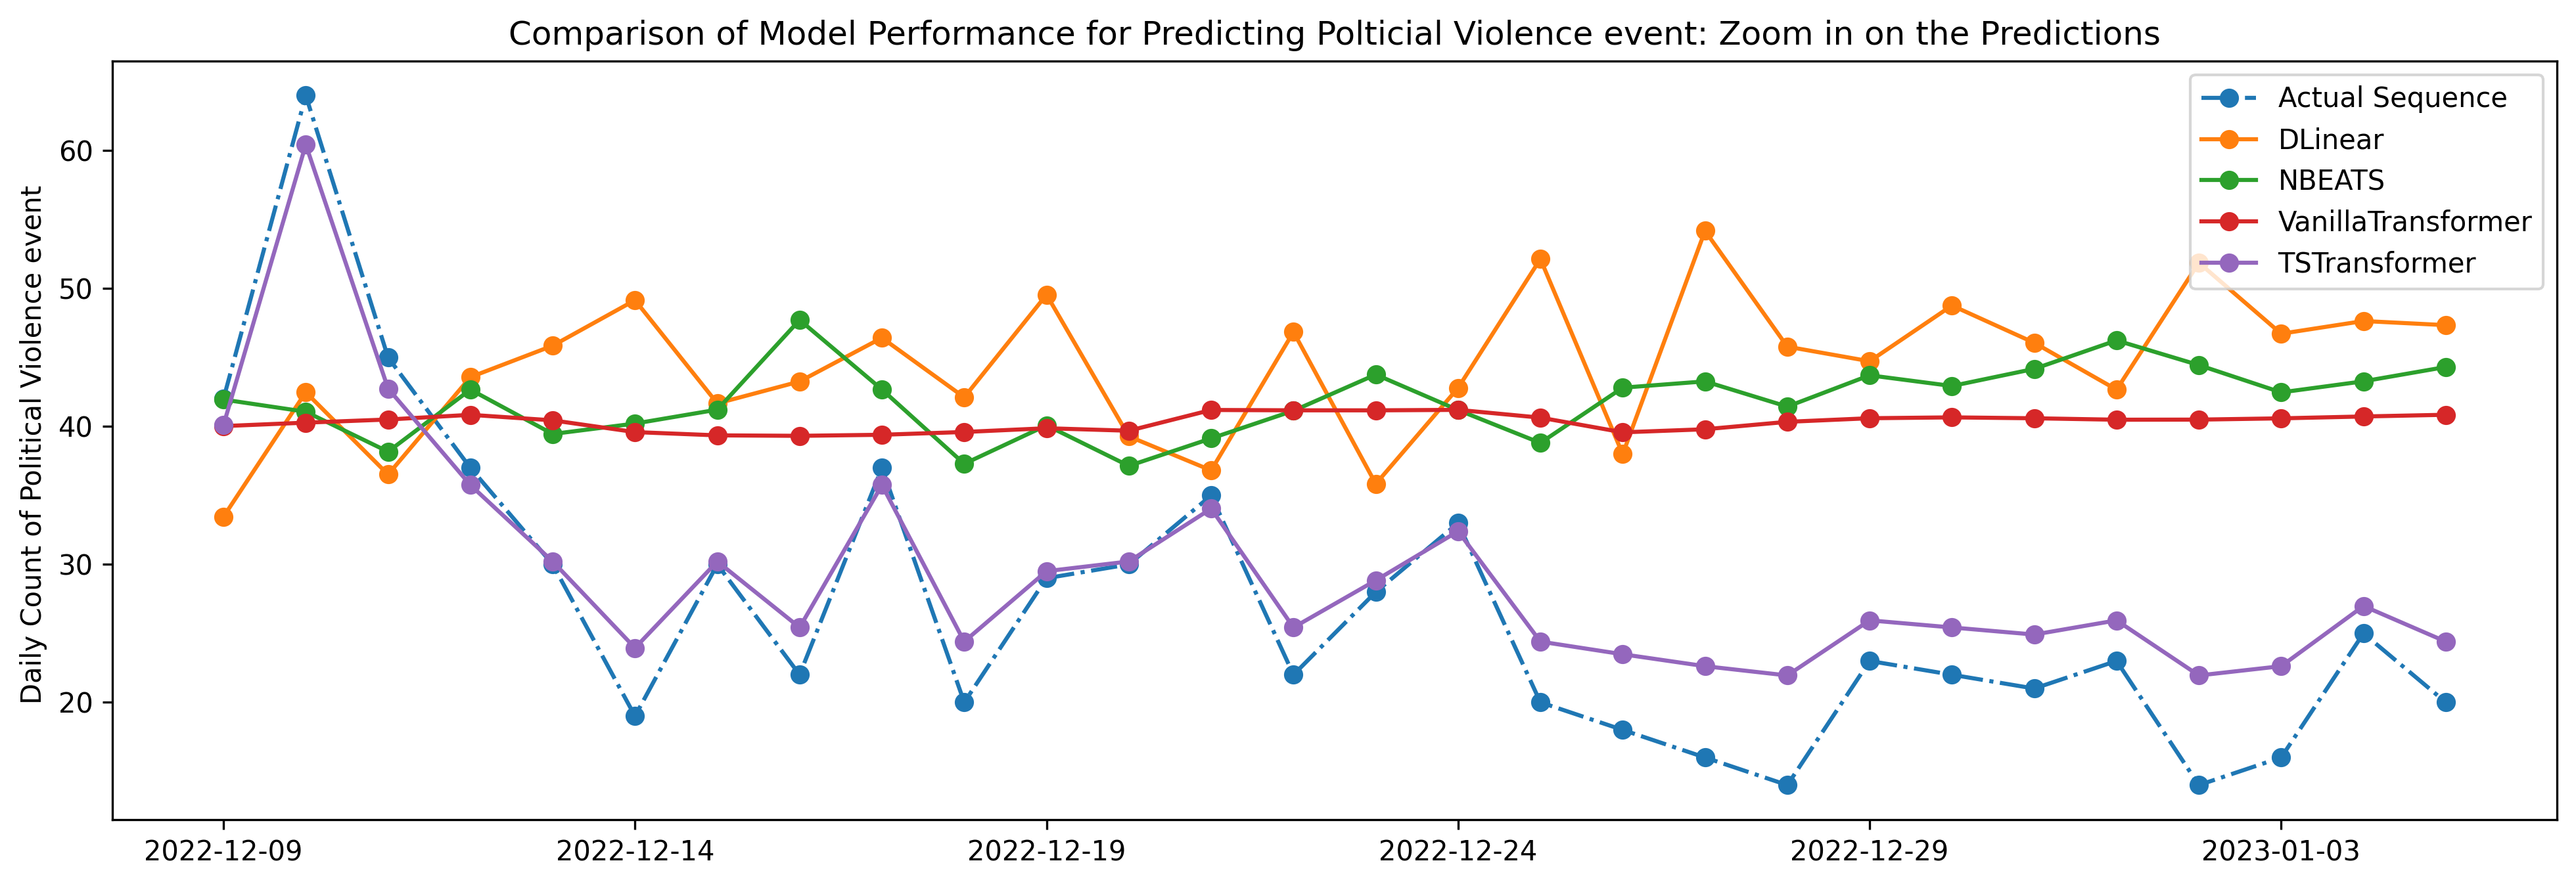 Comparison of Model Performance for Predicting Polticial Violence event: Zoom in on the Predictions
Daily Count of Political Violence event
60
50
40
30
20
2022-12-09
2022-12-14
2022-12-19
2022-12-24
2022-12-29
2023-01-03
Actual Sequence
DLinear
NBEATS
VanillaTransformer
TSTransformer